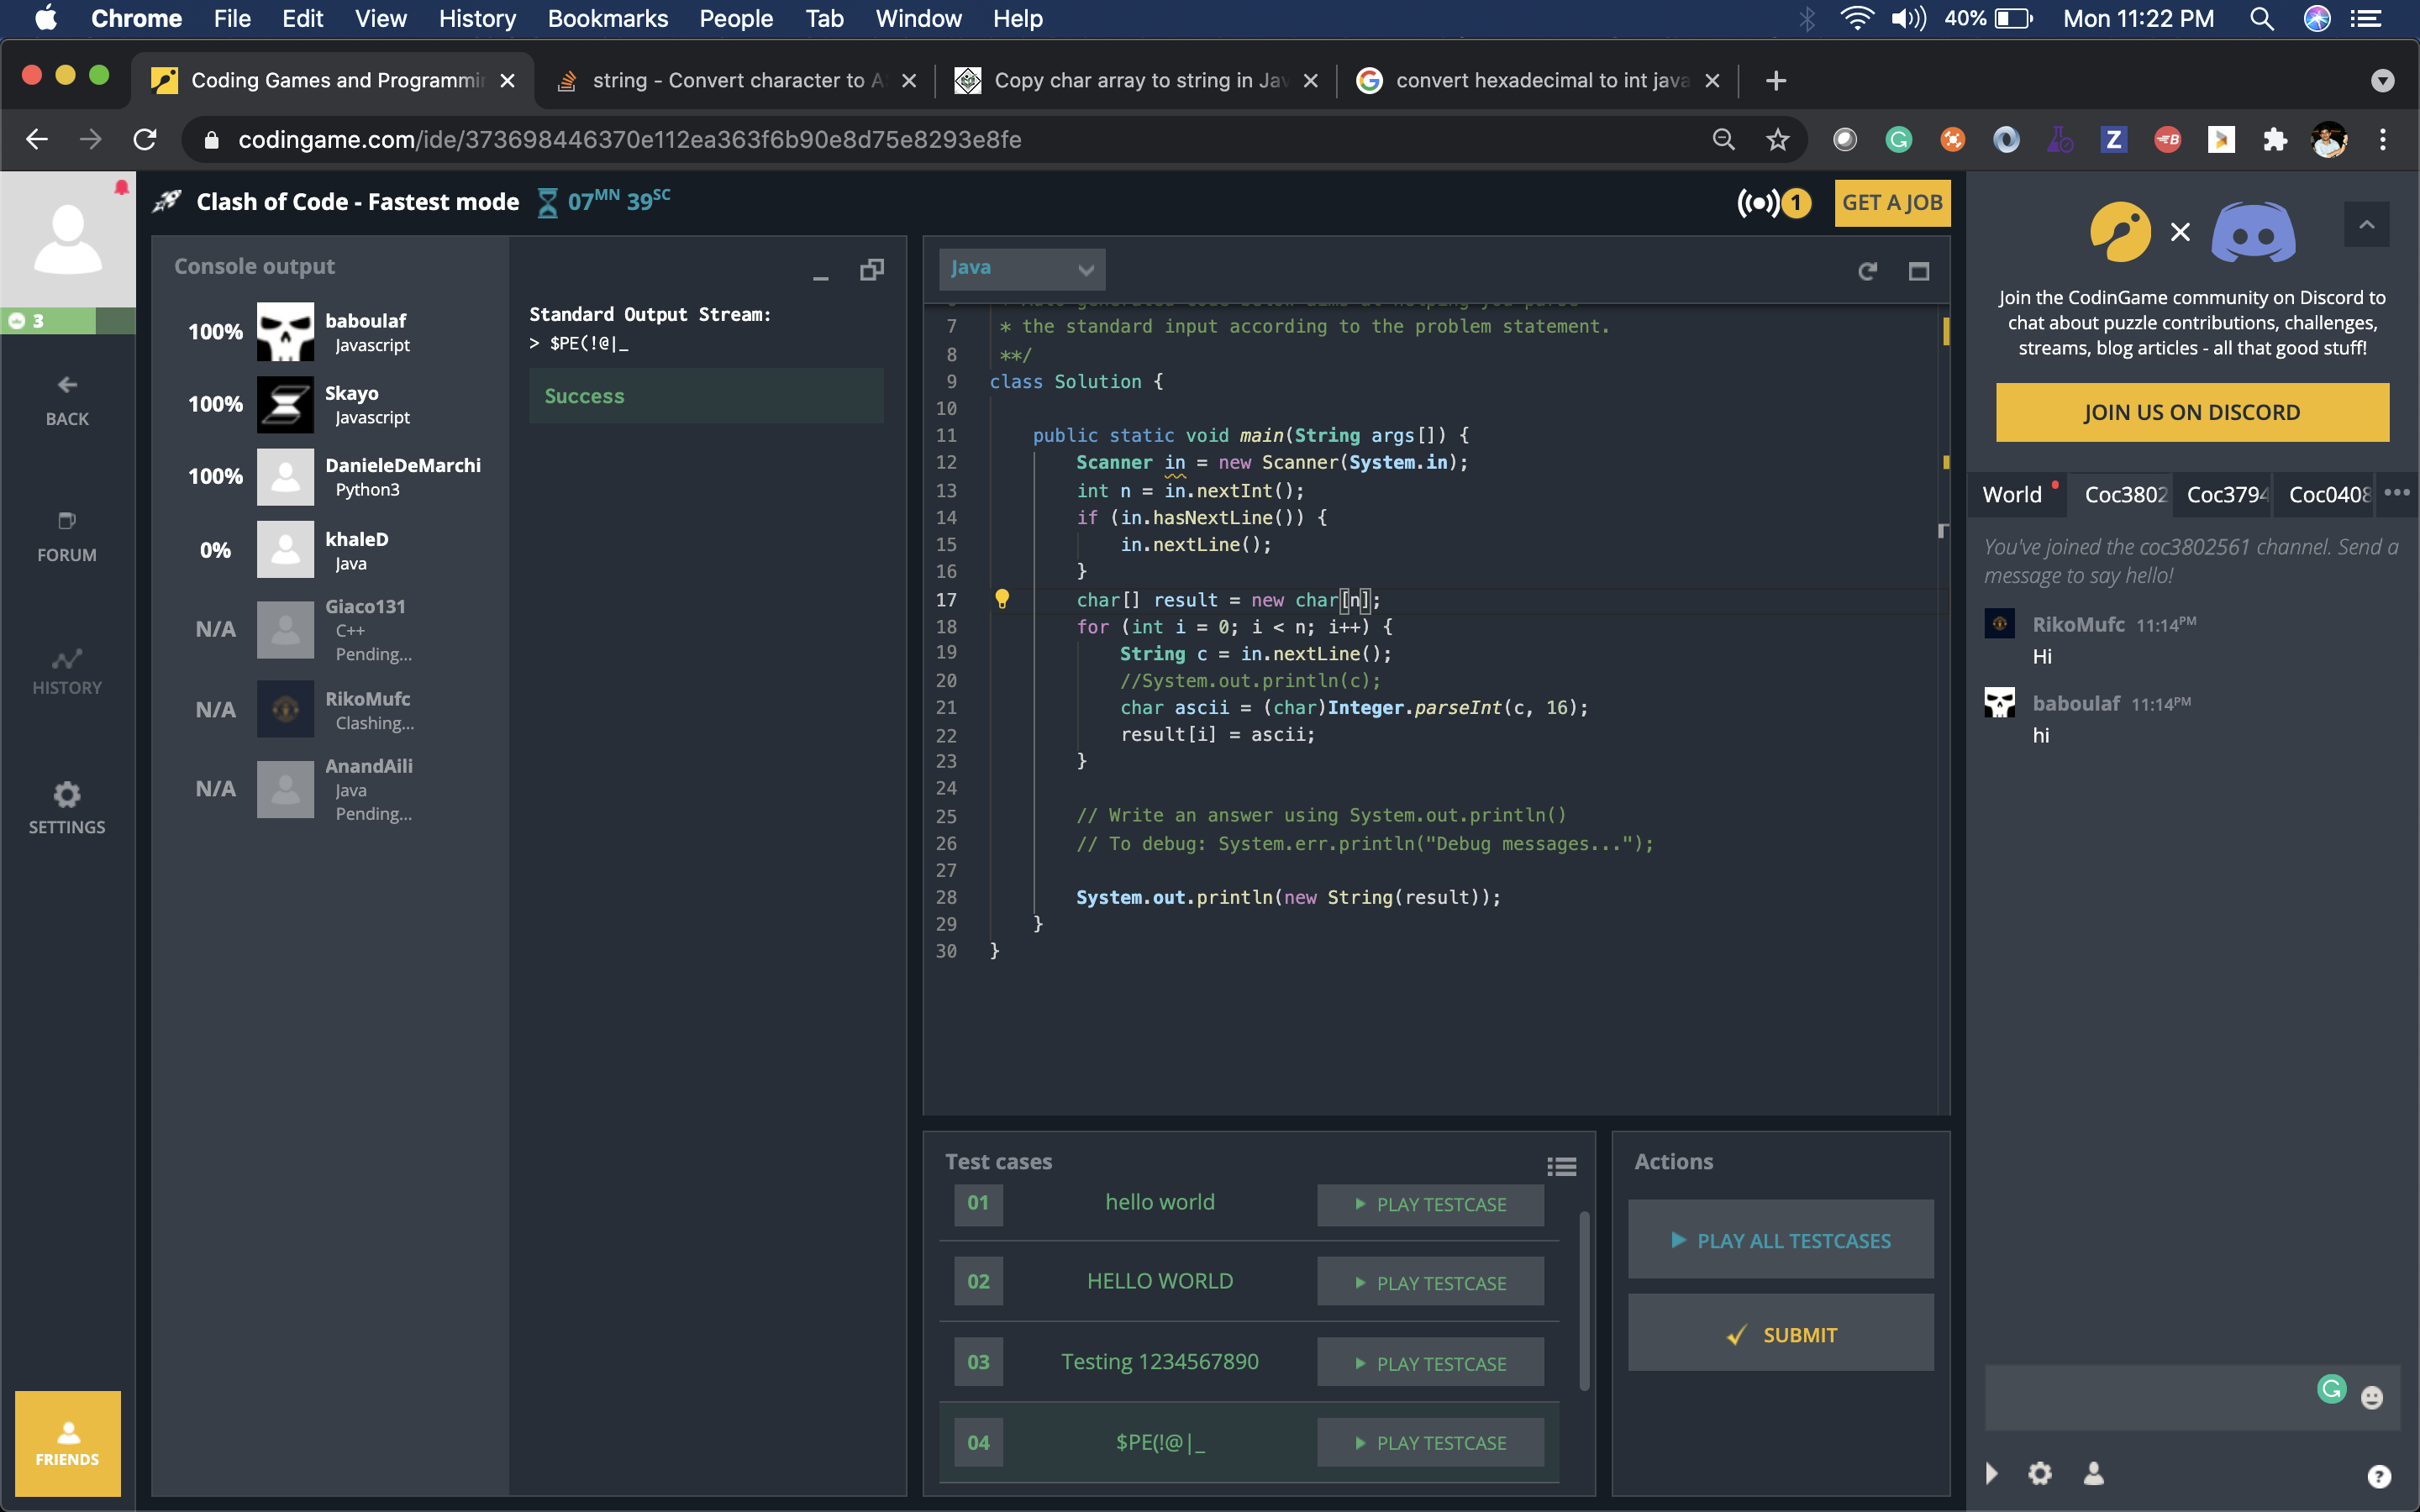 Chrome File Edit View History Bookmarks People Tab Window Help 40% Mon 11:22 PM
Coding Games and Programmin
string - Convert character to A
Copy char array to string in Jav
convert hexadecimal to int java
codingame.com/ide/373698446370e112ea363f6b90e8d75e8293e8fe
3
BACK
FORUM
HISTORY
SETTINGS
FRIENDS
Clash of Code - Fastest mode 07MN 39SC
1
GET A JOB
Console output
100% baboulaf
Javascript
100% Skayo
Javascript
100% DanieleDeMarchi
Python3
0% khaleD
Java
N/A Giaco131
C++
Pending...
N/A RikoMufc
Clashing...
N/A AnandAili
Java
Pending...
Standard Output Stream:
> $PE(!@|_
Success
Java
7 * the standard input according to the problem statement.
8 **/
9 class Solution {
10
11 public static void main(String args[]) {
12 Scanner in = new Scanner(System.in);
13 int n = in.nextInt();
14 if (in.hasNextLine()) {
15 in.nextLine();
16 }
17 char[] result = new char[n];
18 for (int i = 0; i < n; i++) {
19 String c = in.nextLine();
20 //System.out.println(c);
21 char ascii = (char)Integer.parseInt(c, 16);
22 result[i] = ascii;
23 }
24
25 // Write an answer using System.out.println()
26 // To debug: System.err.println("Debug messages...");
27
28 System.out.println(new String(result));
29 }
30 }
Test cases
01 hello world PLAY TESTCASE
02 HELLO WORLD PLAY TESTCASE
03 Testing 1234567890 PLAY TESTCASE
04 $PE(!@|_ PLAY TESTCASE
Actions
PLAY ALL TESTCASES
SUBMIT
Join the CodinGame community on Discord to
chat about puzzle contributions, challenges,
streams, blog articles - all that good stuff!
JOIN US ON DISCORD
World Coc3802 Coc3794 Coc0408
You've joined the coc3802561 channel. Send a
message to say hello!
RikoMufc 11:14PM
Hi
baboulaf 11:14PM
hi